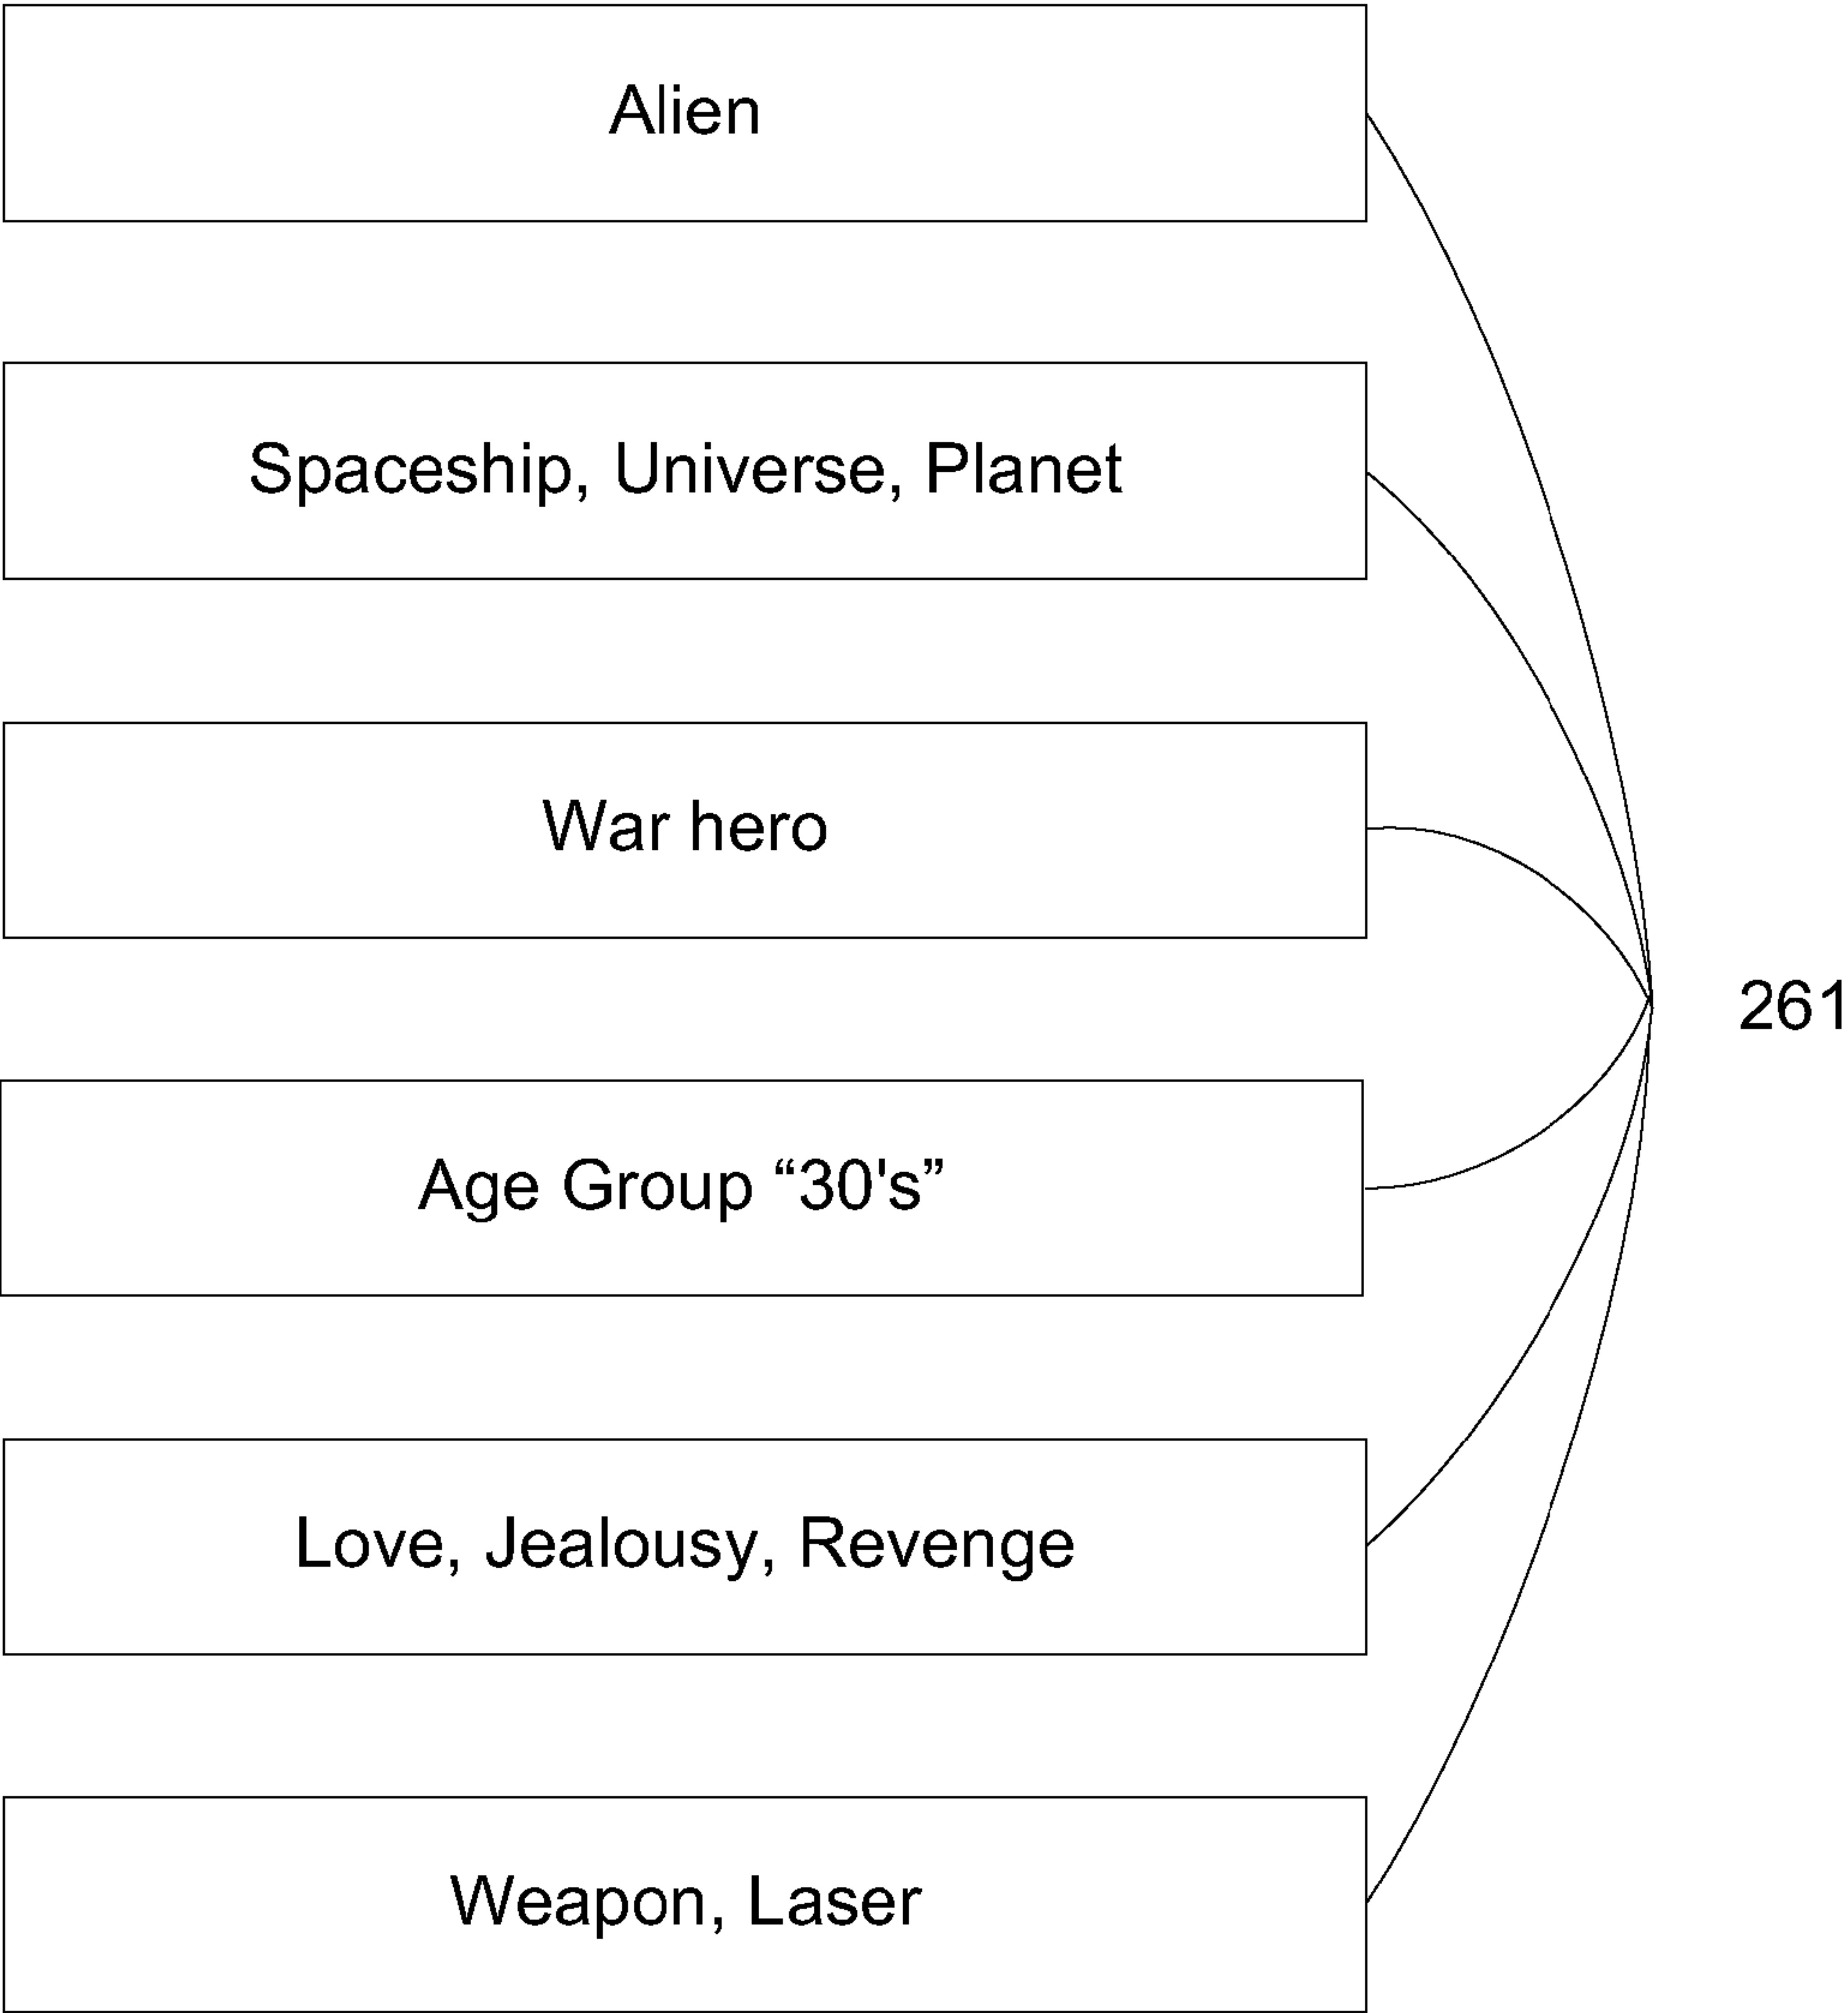 Alien
Spaceship, Universe, Planet
War hero
261
Age Group “30's”
Love, Jealousy, Revenge
Weapon, Laser